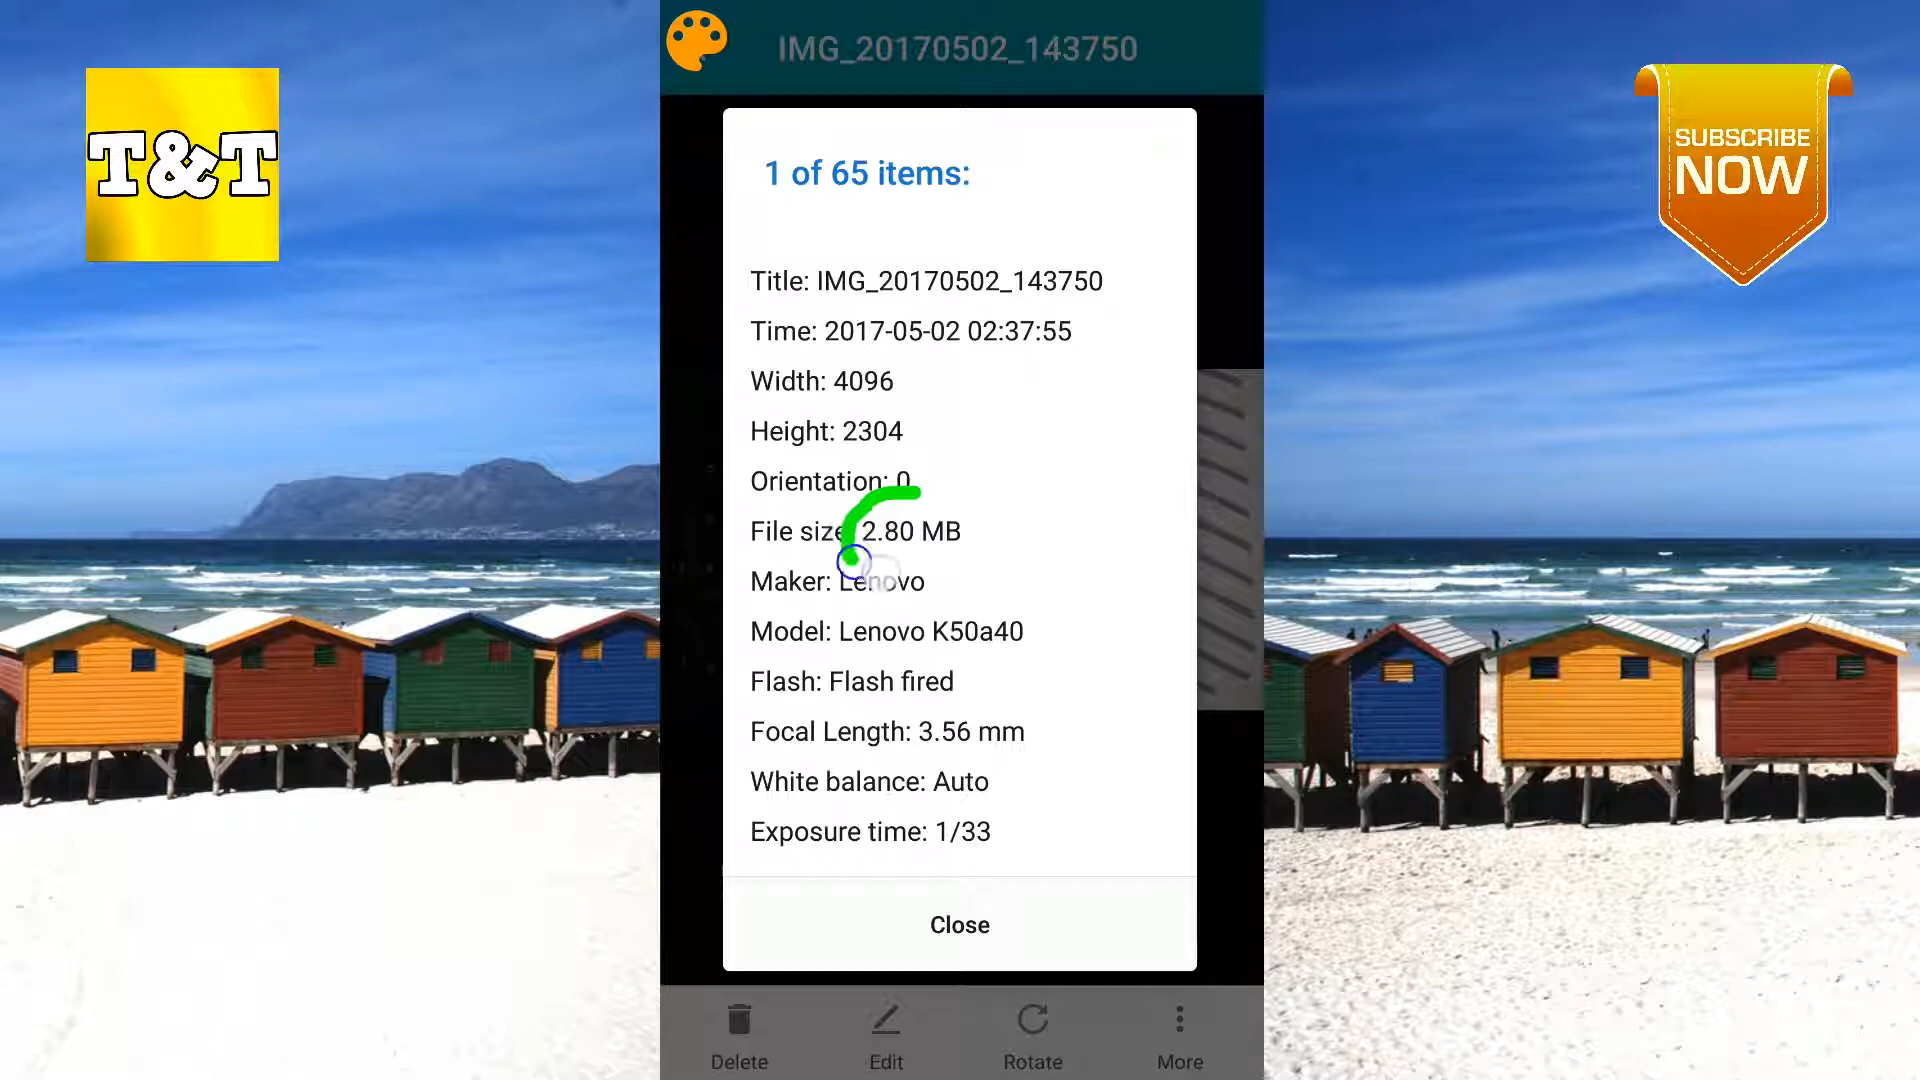 T&T
IMG_20170502_143750
SUBSCRIBE
NOW
1 of 65 items:
Title: IMG_20170502_143750
Time: 2017-05-02 02:37:55
Width: 4096
Height: 2304
Orientation: 0
File size: 2.80 MB
Maker: Lenovo
Model: Lenovo K50a40
Flash: Flash fired
Focal Length: 3.56 mm
White balance: Auto
Exposure time: 1/33
Close
Delete
Edit
Rotate
More